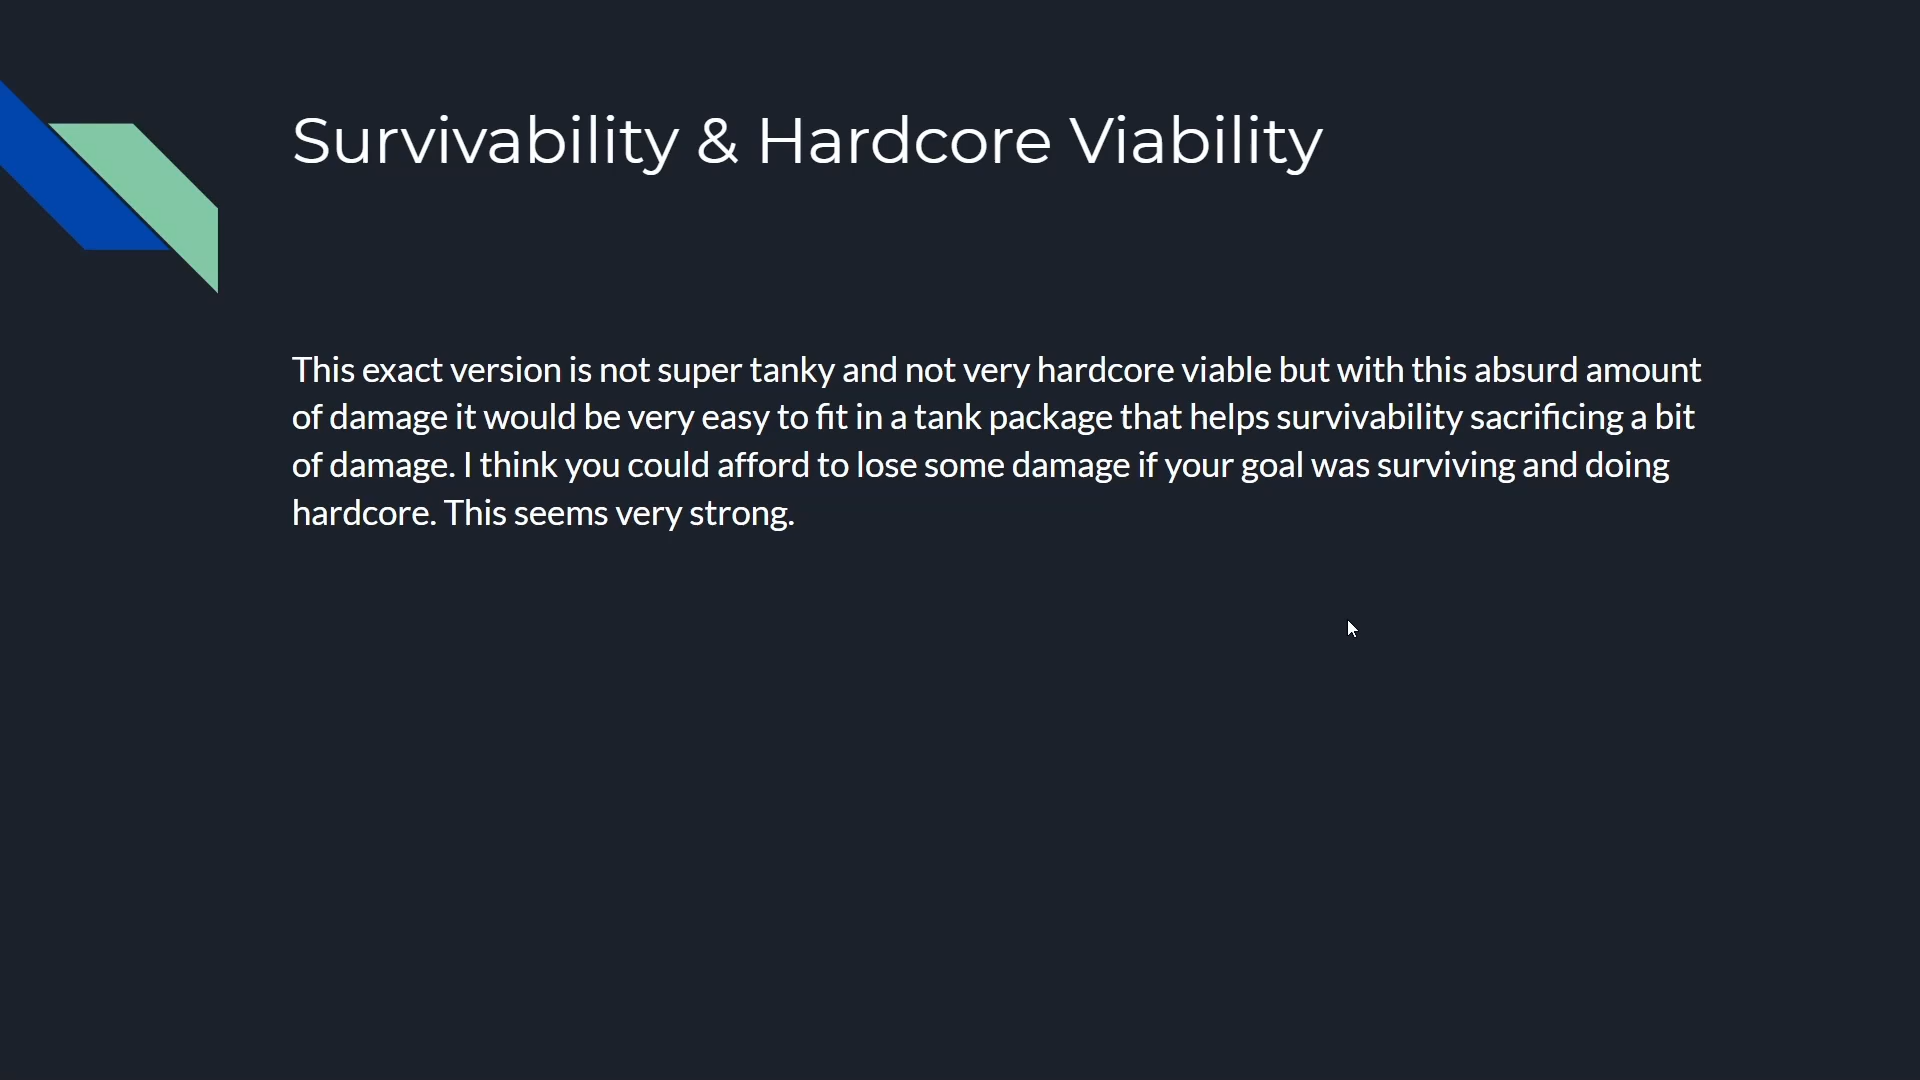 Survivability & Hardcore Viability
This exact version is not super tanky and not very hardcore viable but with this absurd amount
of damage it would be very easy to fit in a tank package that helps survivability sacrificing a bit
of damage. I think you could afford to lose some damage if your goal was surviving and doing
hardcore. This seems very strong.